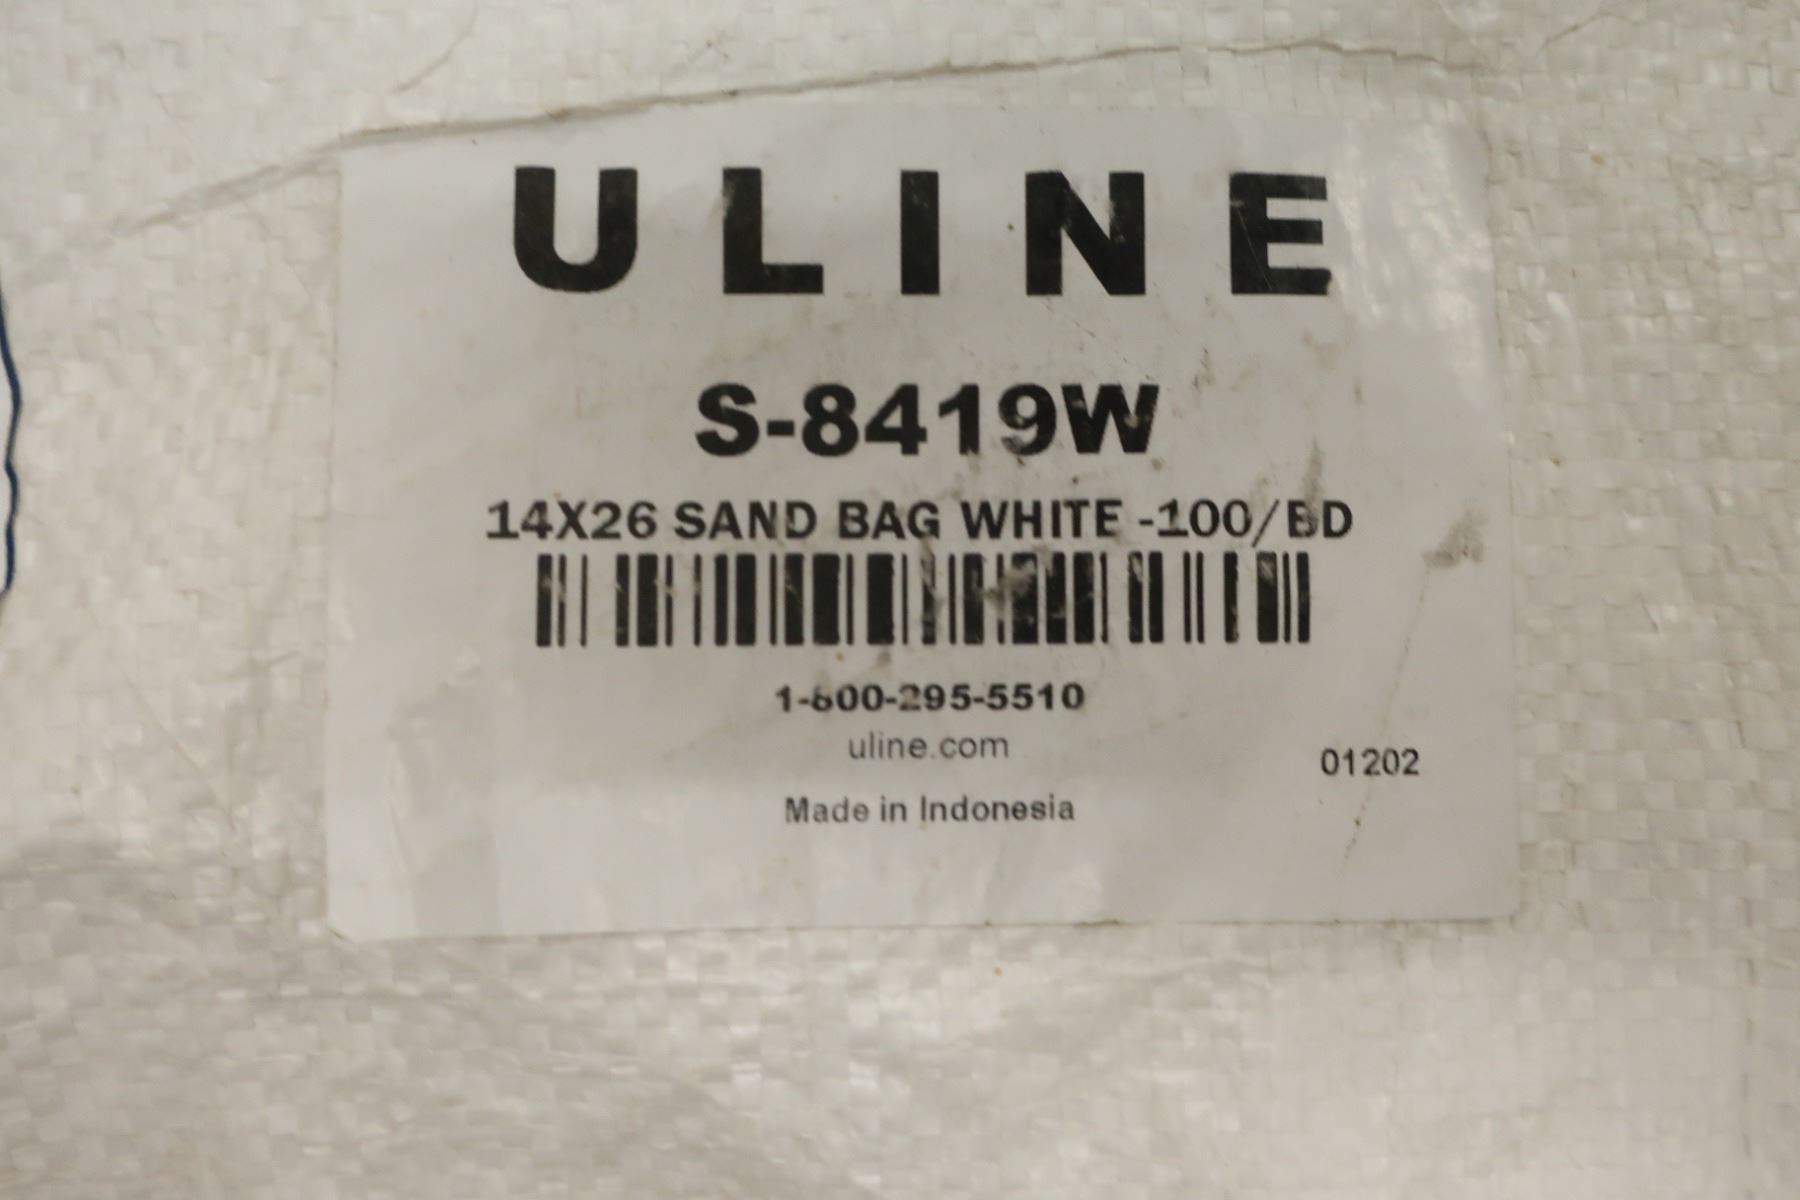 ULINE
S-8419W
14X26 SAND BAG WHITE -100/BD
1-800-295-5510
uline.com
01202
Made in Indonesia